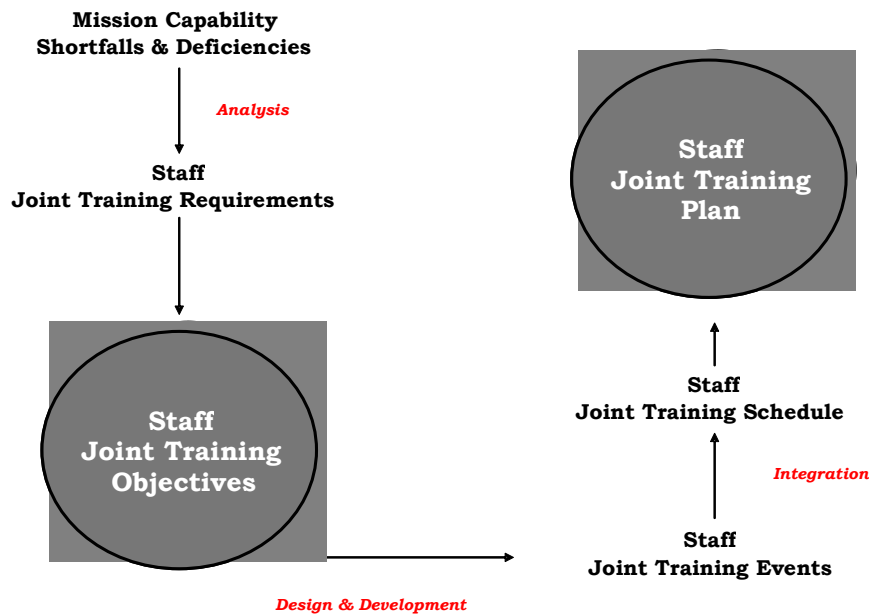 Mission Capability
Shortfalls & Deficiencies
Analysis
Staff
Joint Training Requirements
Staff
Joint Training
Objectives
Design & Development
Staff
Joint Training Events
Integration
Staff
Joint Training Schedule
Staff
Joint Training
Plan